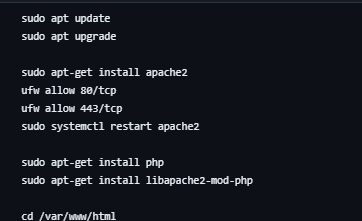 sudo apt update
sudo apt upgrade
sudo apt-get install apache2
ufw allow 80/tcp
ufw allow 443/tcp
sudo systemctl restart apache2
sudo apt-get install php
sudo apt-get install libapache2-mod-php
cd /var/www/html